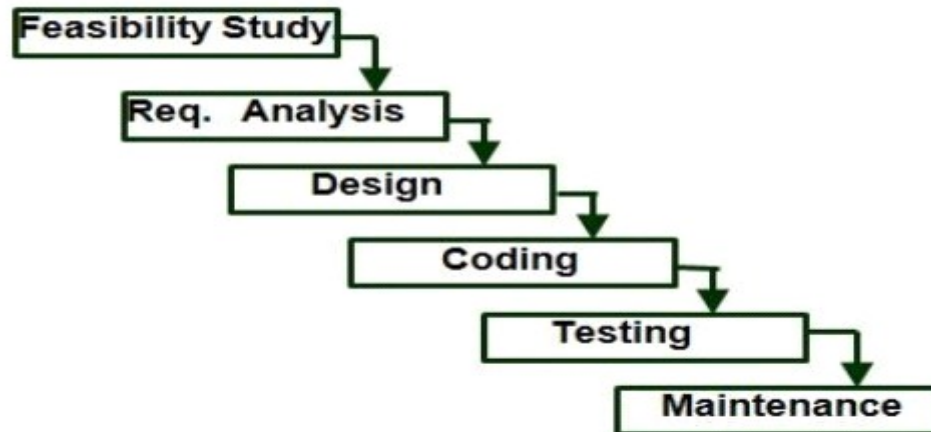 Feasibility Study
Req. Analysis
Design
Coding
Testing
Maintenance